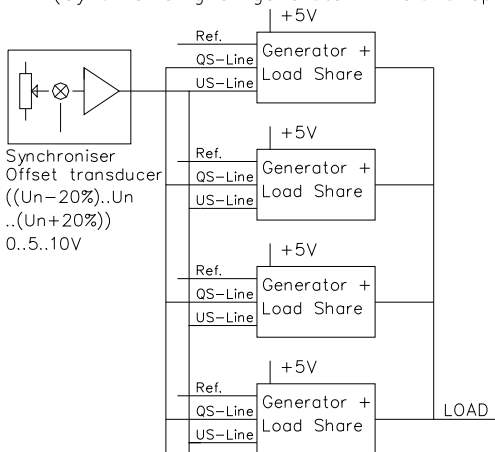 +5V
Ref.
QS-Line
US-Line
Generator +
Load Share
Synchroniser
Offset transducer
((Un-20%)..Un
..(Un+20%))
0..5..10V
+5V
Ref.
QS-Line
US-Line
Generator +
Load Share
+5V
Ref.
QS-Line
US-Line
Generator +
Load Share
+5V
Ref.
QS-Line
US-Line
Generator +
Load Share
LOAD